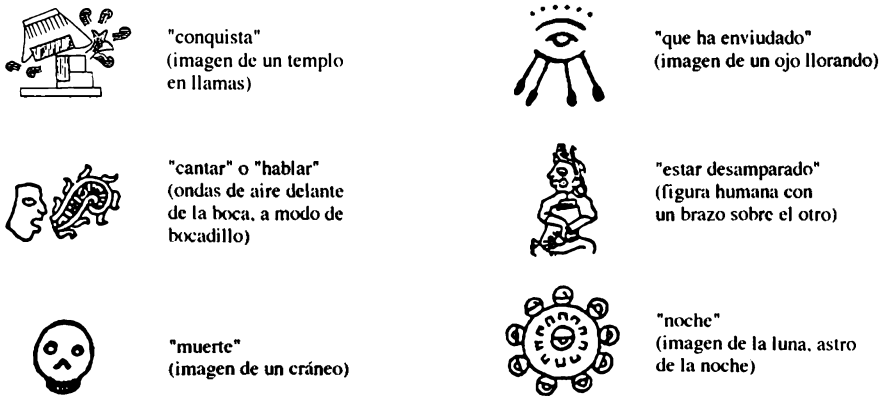 "conquista"
(imagen de un templo
en llamas)
"que ha enviudado"
(imagen de un ojo llorando)
"cantar" o "hablar"
(ondas de aire delante
de la boca, a modo de
bocadillo)
"estar desamparado"
(figura humana con
un brazo sobre el otro)
"muerte"
(imagen de un cráneo)
"noche"
(imagen de la luna, astro
de la noche)